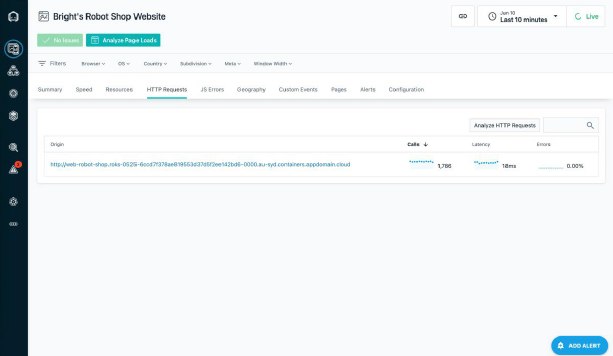 Bright's Robot Shop Website
Jun 10
Last 10 minutes
Live
No Issues
Analyze Page Loads
Filters Browser OS Country Subdivision Meta Window Width
Summary Speed Resources HTTP Requests JS Errors Geography Custom Events Pages Alerts Configuration
Analyze HTTP Requests
Origin Calls Latency Errors
http://web-robot-shop.roks-0525i-6ccd7f378ae819553d37d5f2ee142bd6-0000.au-syd.containers.appdomain.cloud 1,786 18ms 0.00%
ADD ALERT